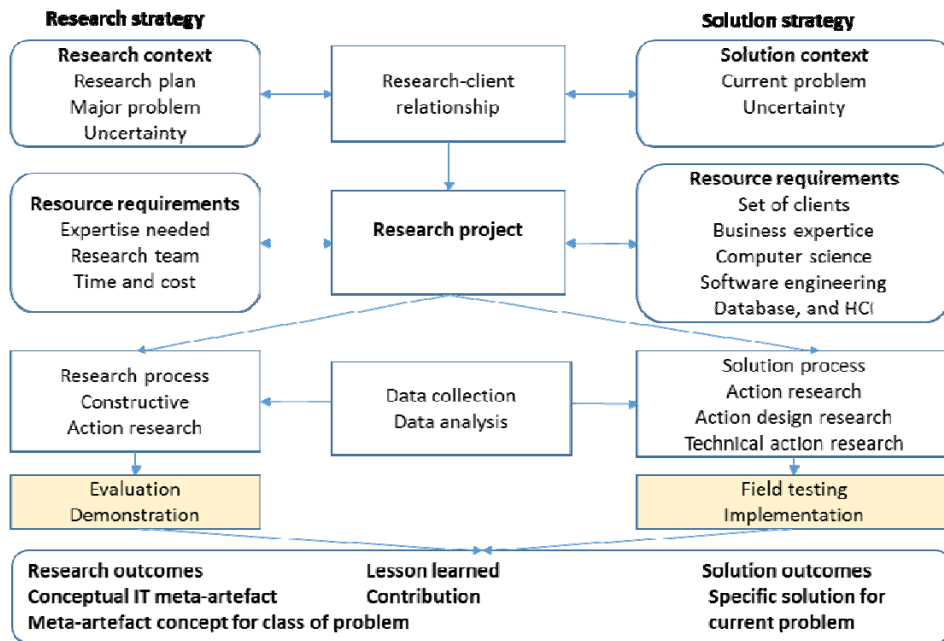 Research strategy
Solution strategy
Research context
Research plan
Major problem
Uncertainty
Research-client
relationship
Solution context
Current problem
Uncertainty
Resource requirements
Expertise needed
Research team
Time and cost
Research project
Resource requirements
Set of clients
Business expertice
Computer science
Software engineering
Database, and HCI
Research process
Constructive
Action research
Data collection
Data analysis
Solution process
Action research
Action design research
Technical action research
Evaluation
Demonstration
Field testing
Implementation
Research outcomes
Conceptual IT meta-artefact
Meta-artefact concept for class of problem
Lesson learned
Contribution
Solution outcomes
Specific solution for
current problem